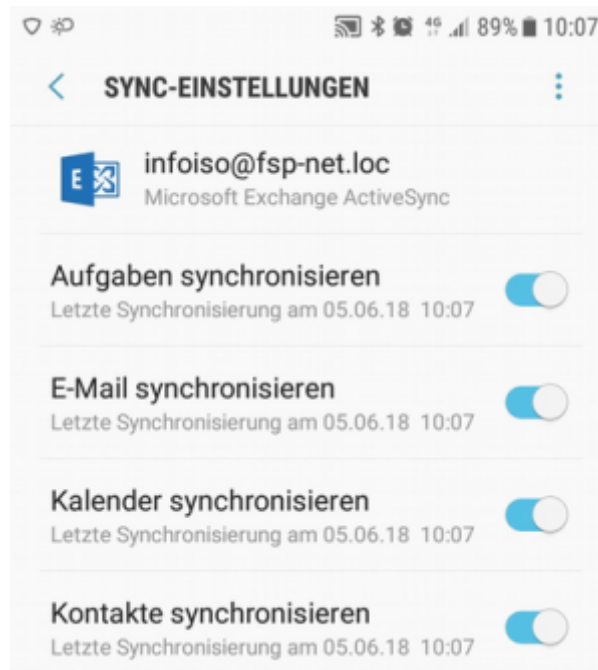 4G 89% 10:07
SYNC-EINSTELLUNGEN
E
infoiso@fsp-net.loc
Microsoft Exchange ActiveSync
Aufgaben synchronisieren
Letzte Synchronisierung am 05.06.18 10:07
E-Mail synchronisieren
Letzte Synchronisierung am 05.06.18 10:07
Kalender synchronisieren
Letzte Synchronisierung am 05.06.18 10:07
Kontakte synchronisieren
Letzte Synchronisierung am 05.06.18 10:07